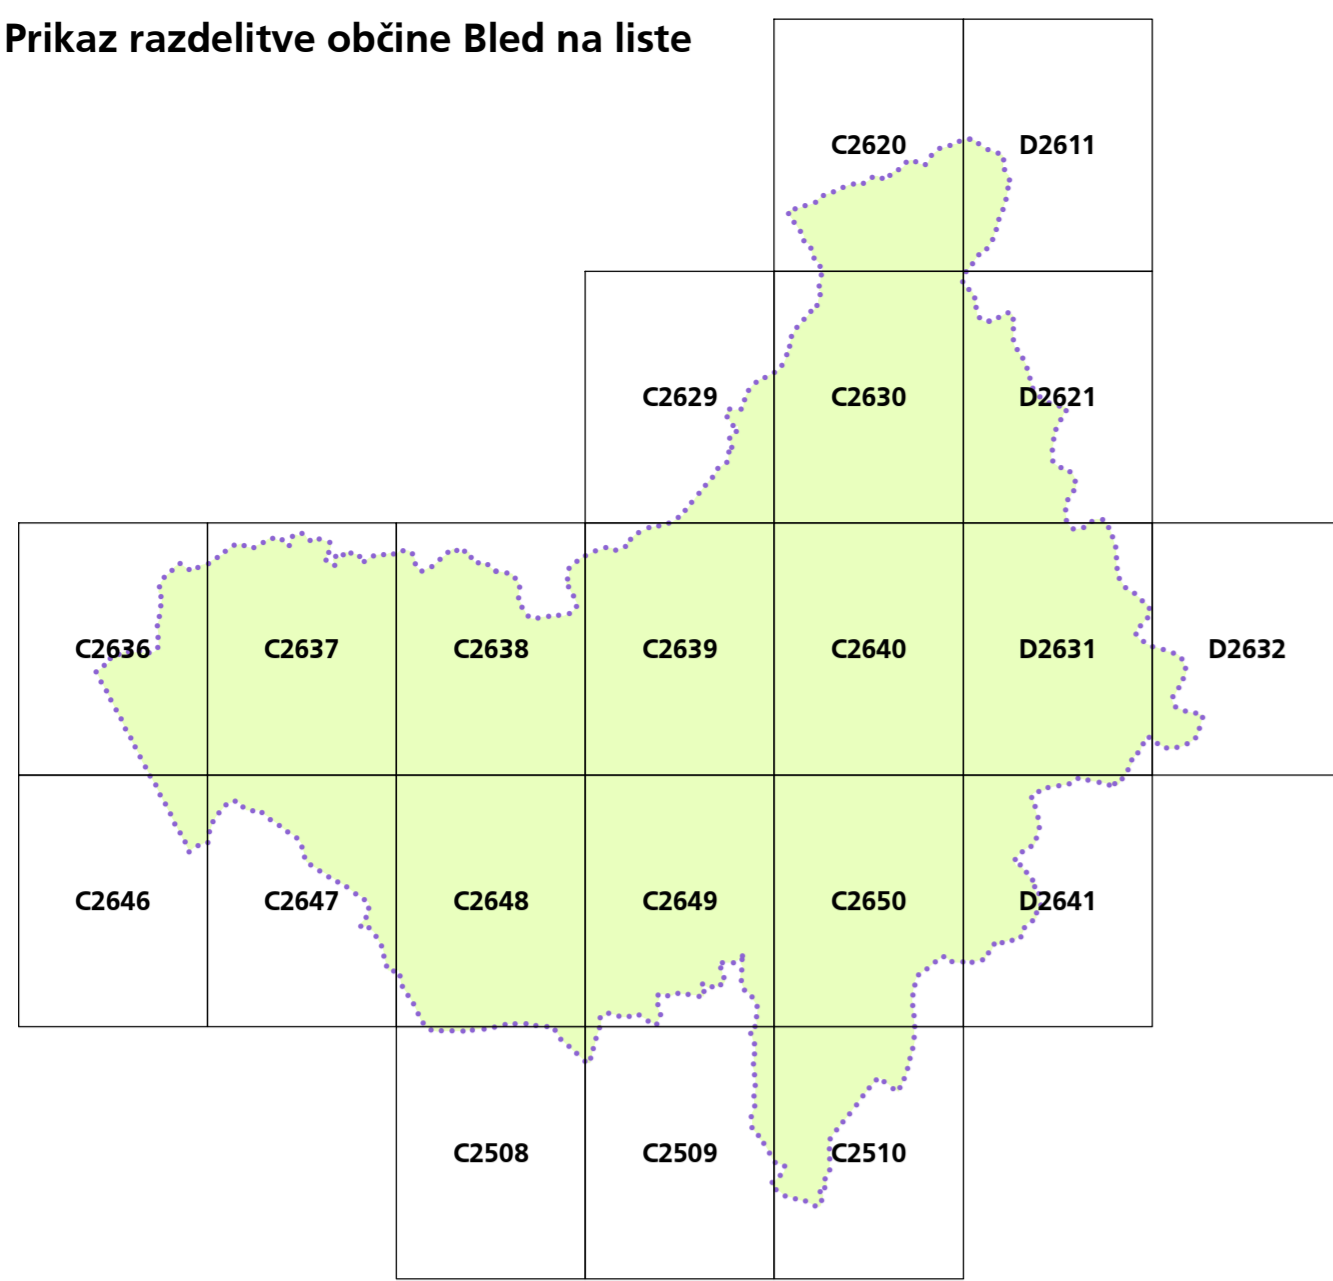 Prikaz razdelitve občine Bled na liste
C2620 D2611
C2629 C2630 D2621
C2636 C2637 C2638 C2639 C2640 D2631 D2632
C2646 C2647 C2648 C2649 C2650 D2641
C2508 C2509 C2510